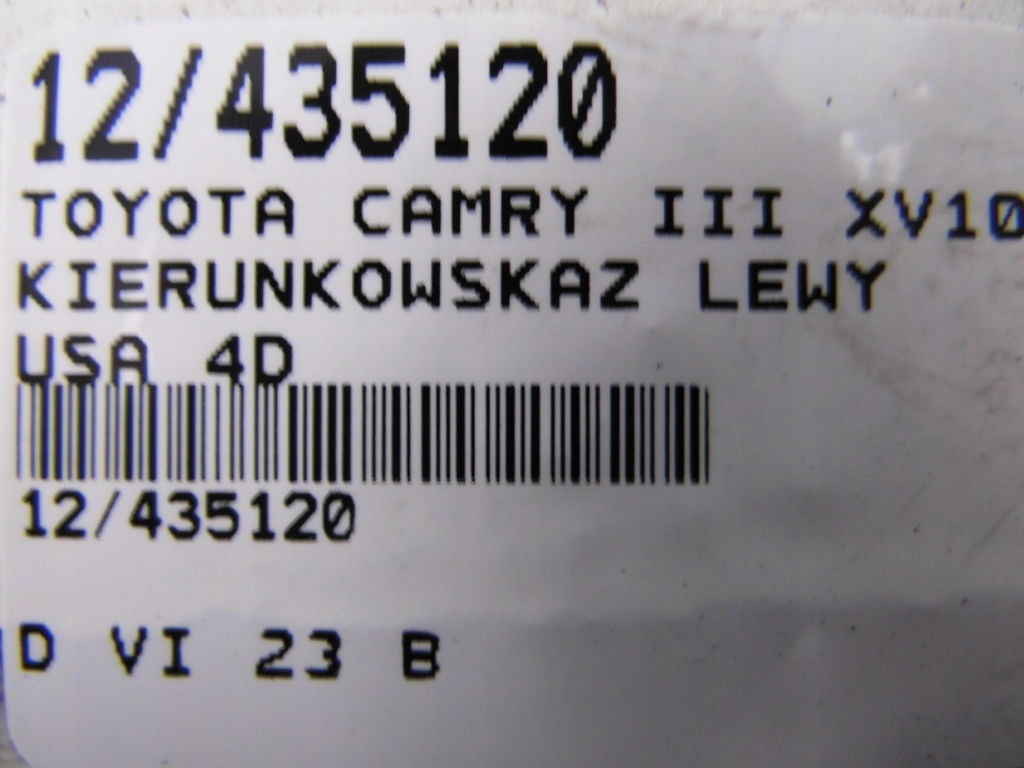 12/435120
TOYOTA CAMRY III XV10
KIERUNKOWSKAZ LEWY
USA 4D
12/435120
D VI 23 B